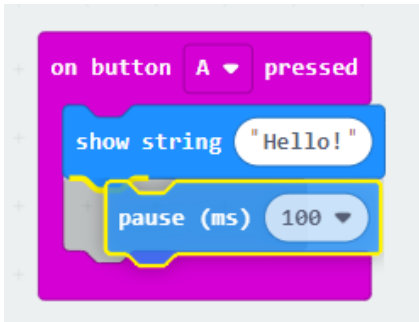 on button A pressed
show string "Hello!"
pause (ms) 100